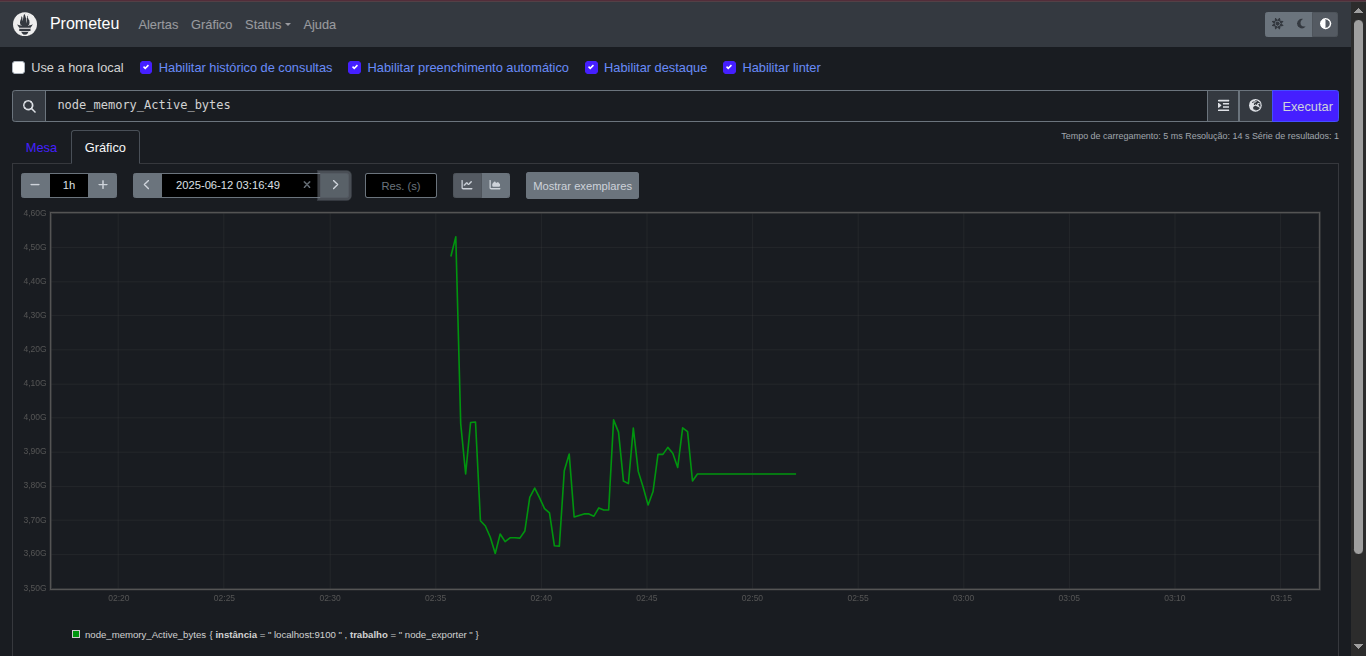 Prometeu Alertas Gráfico Status Ajuda
Use a hora local Habilitar histórico de consultas Habilitar preenchimento automático Habilitar destaque Habilitar linter
node_memory_Active_bytes Executar
Tempo de carregamento: 5 ms Resolução: 14 s Série de resultados: 1
Mesa Gráfico
1h 2025-06-12 03:16:49 Res. (s) Mostrar exemplares
4,60G
4,50G
4,40G
4,30G
4,20G
4,10G
4,00G
3,90G
3,80G
3,70G
3,60G
3,50G
02:20 02:25 02:30 02:35 02:40 02:45 02:50 02:55 03:00 03:05 03:10 03:15
node_memory_Active_bytes { instância = " localhost:9100 " , trabalho = " node_exporter " }